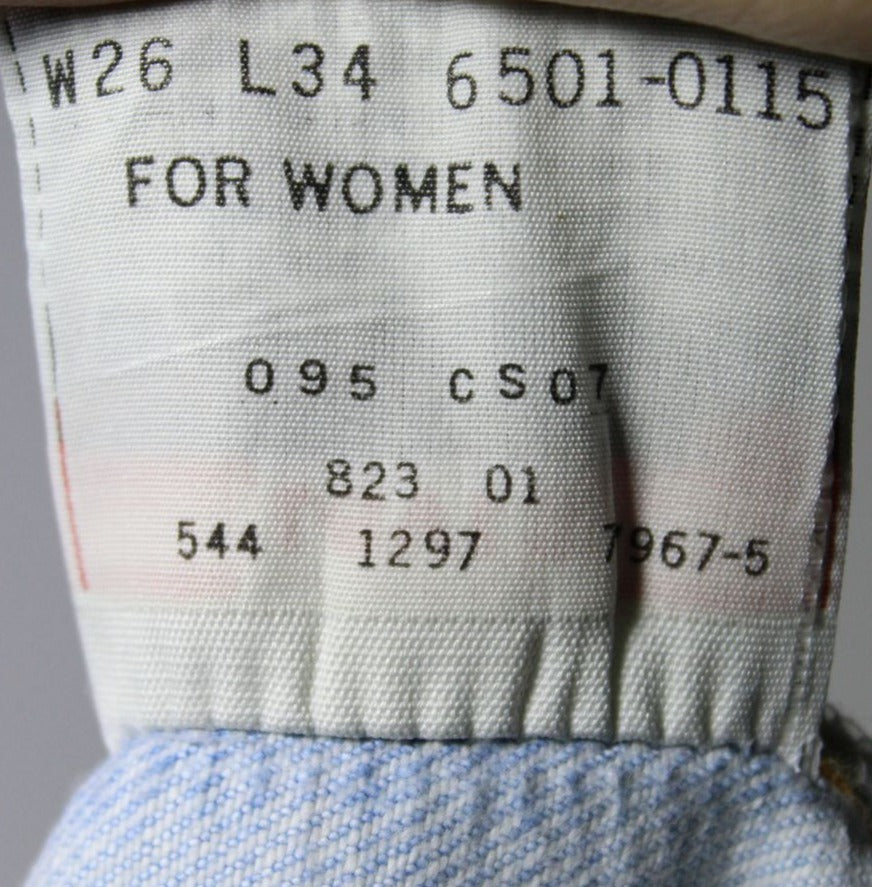 W26 L34 6501-0115
FOR WOMEN
095 CS07
823 01
544 1297 7967-5